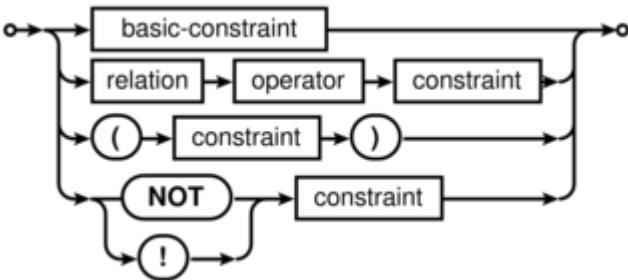 basic-constraint
relation operator constraint
( constraint )
NOT constraint
!